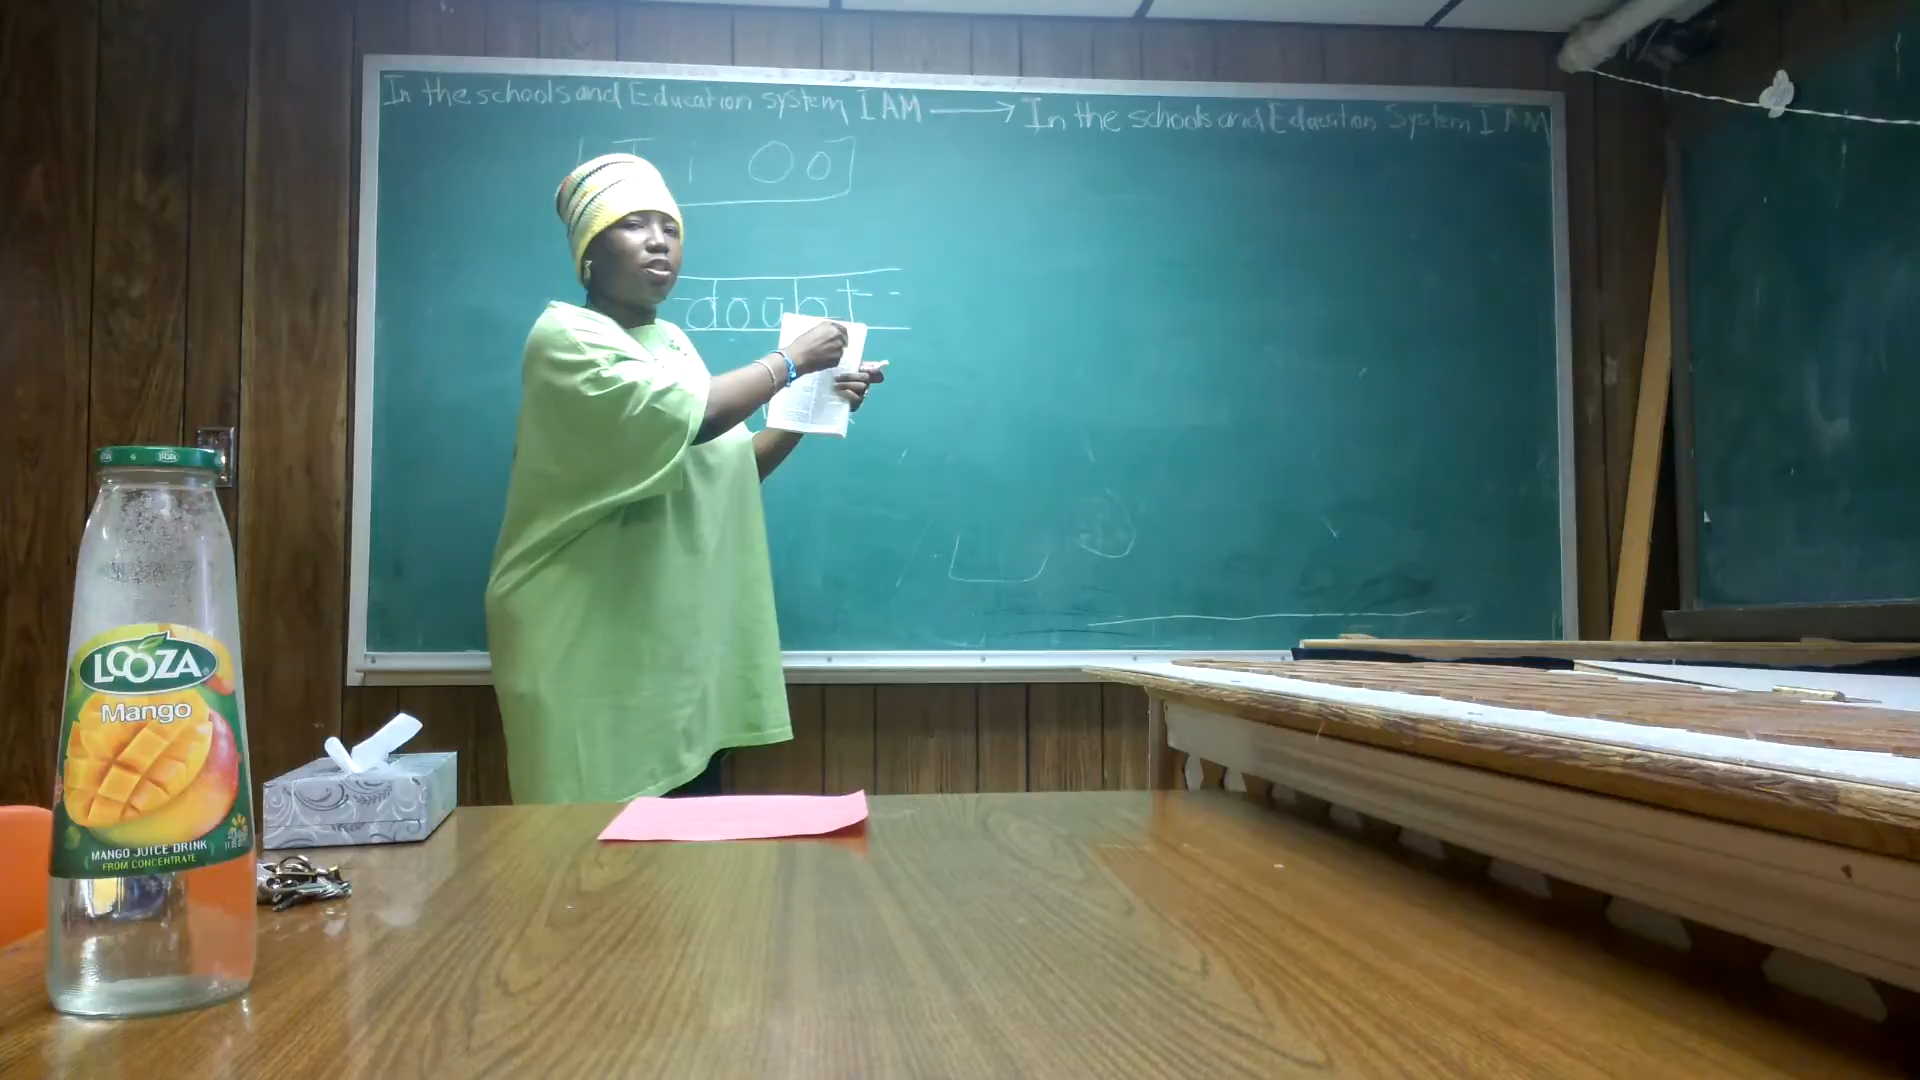 In the schools and Education system I AM → In the schools and Education System I AM
I i O o
doubt
LOOZA
LOOZA
Mango
MANGO JUICE DRINK
FROM CONCENTRATE